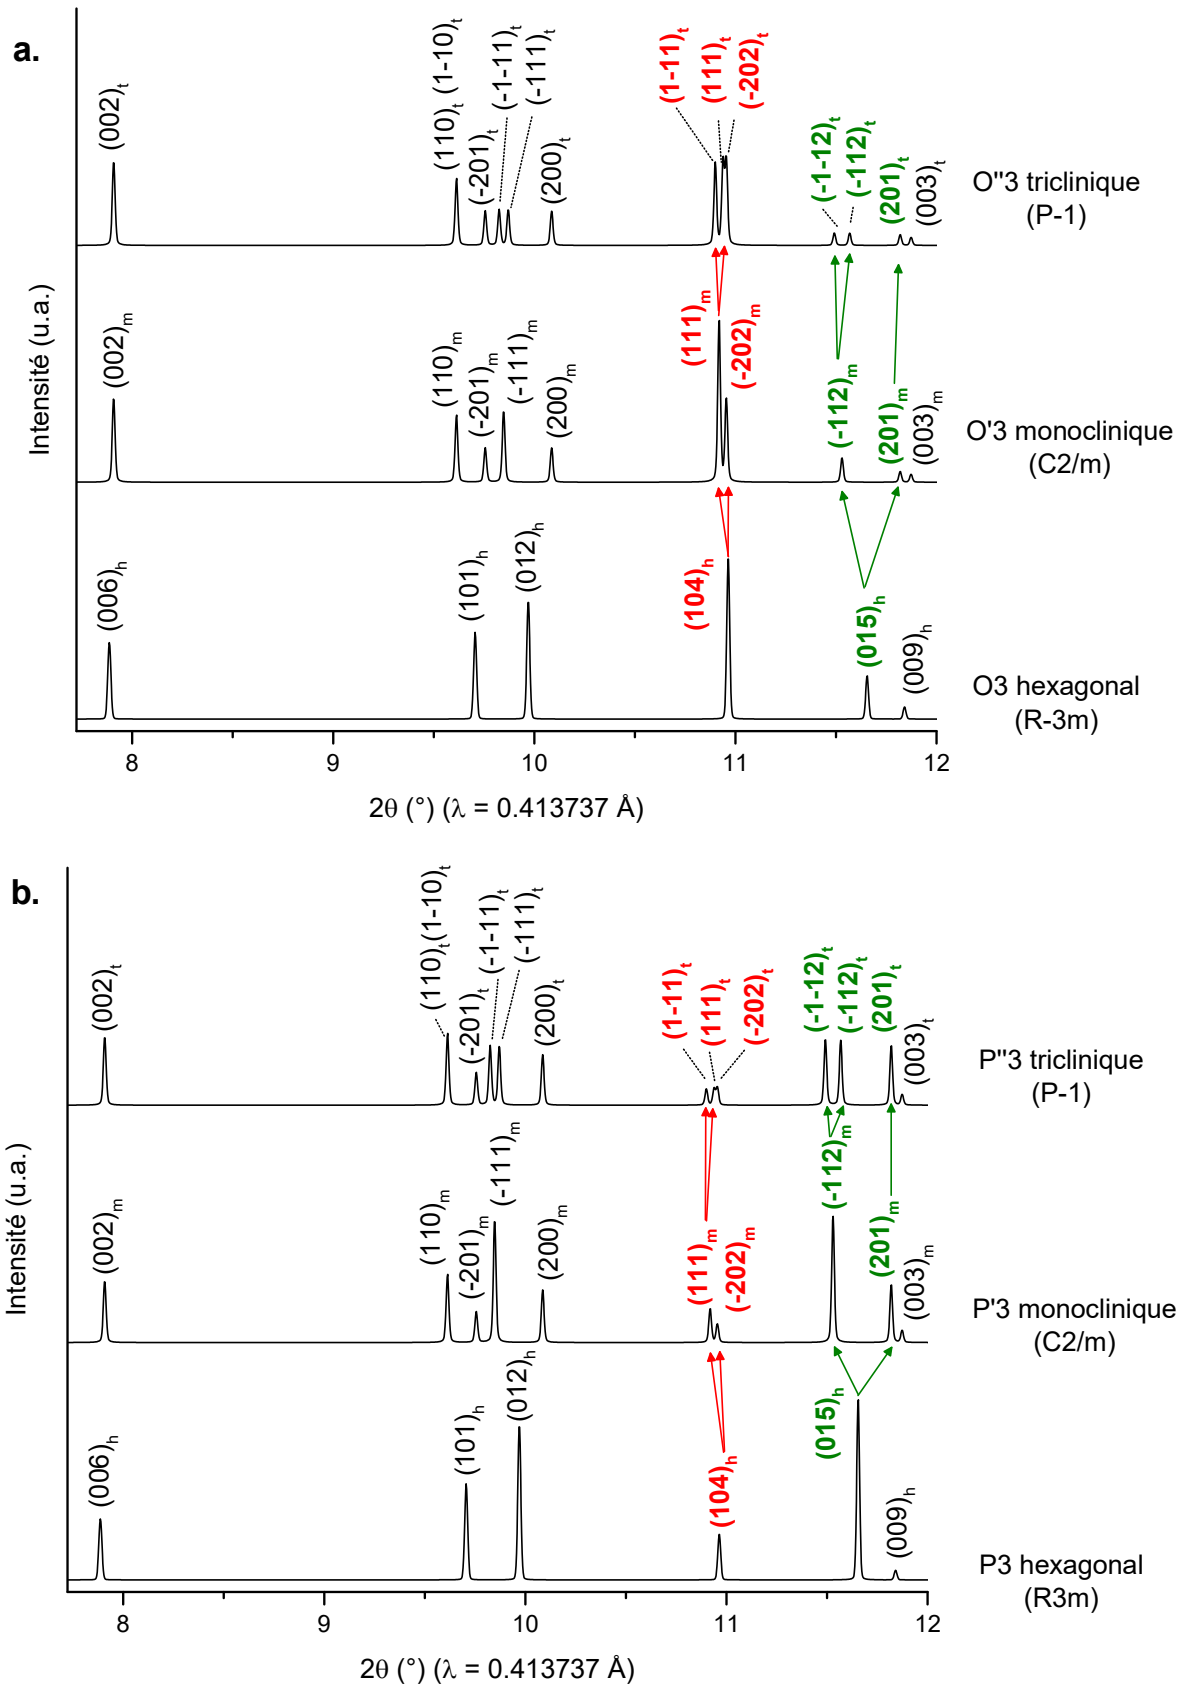 a.
(002)t
(110)t (1-10)t
(-201)t
(-1-11)t
(-111)t
(200)t
(1-11)t
(111)t
(-202)t
(-1-12)t
(-112)t
(201)t
(003)t
O''3 triclinique
(P-1)
(002)m
(110)m
(-201)m
(-111)m
(200)m
(111)m
(-202)m
(-112)m
(201)m
(003)m
O'3 monoclinique
(C2/m)
(006)h
(101)h
(012)h
(104)h
(015)h
(009)h
O3 hexagonal
(R-3m)
Intensité (u.a.)
8 9 10 11 12
2θ (°) (λ = 0.413737 Å)
b.
(002)t
(110)t (1-10)t
(-201)t
(-1-11)t
(-111)t
(200)t
(1-11)t
(111)t
(-202)t
(-1-12)t
(-112)t
(201)t
(003)t
P''3 triclinique
(P-1)
(002)m
(110)m
(-201)m
(-111)m
(200)m
(111)m
(-202)m
(-112)m
(201)m
(003)m
P'3 monoclinique
(C2/m)
(006)h
(101)h
(012)h
(104)h
(015)h
(009)h
P3 hexagonal
(R3m)
Intensité (u.a.)
8 9 10 11 12
2θ (°) (λ = 0.413737 Å)